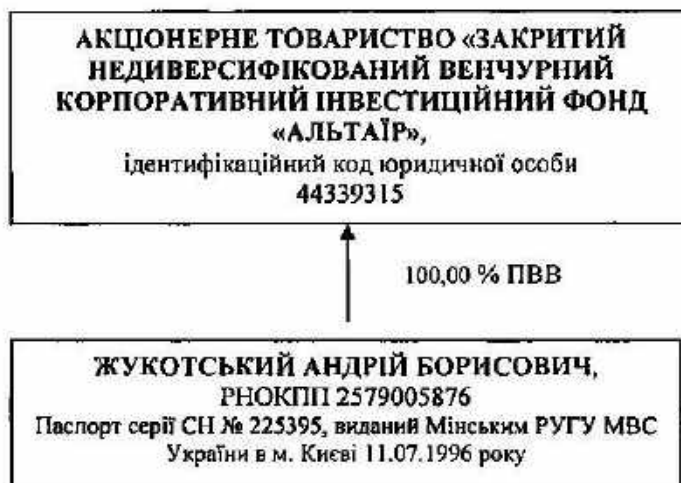 АКЦІОНЕРНЕ ТОВАРИСТВО «ЗАКРИТИЙ
НЕДИВЕРСИФІКОВАНИЙ ВЕНЧУРНИЙ
КОРПОРАТИВНИЙ ІНВЕСТИЦІЙНИЙ ФОНД
«АЛЬТАЇР»,
ідентифікаційний код юридичної особи
44339315
100,00 % ПВВ
ЖУКОТСЬКИЙ АНДРІЙ БОРИСОВИЧ,
РНОКПП 2579005876
Паспорт серії СН № 225395, виданий Мінським РУГУ МВС
України в м. Києві 11.07.1996 року